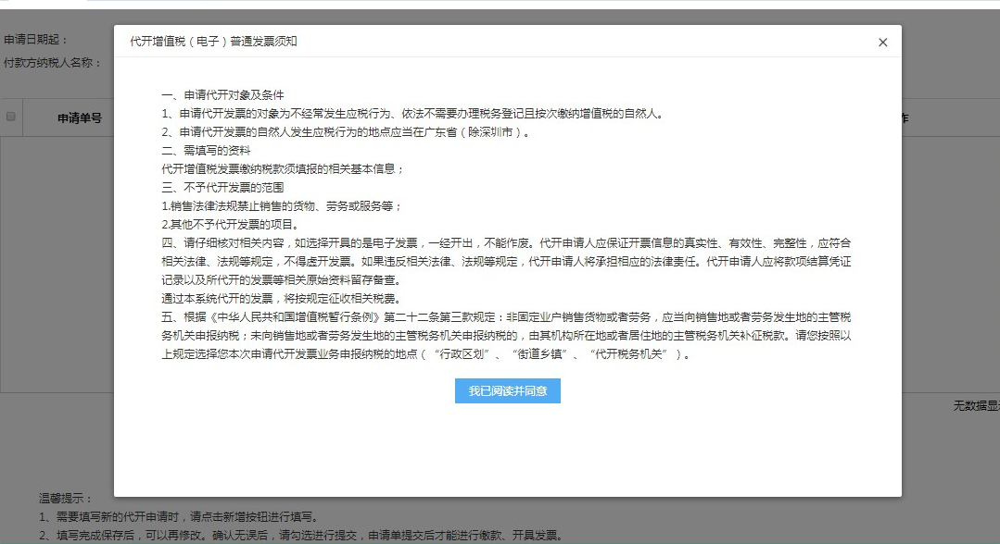 申请日期起：
付款方纳税人名称：
申请单号
作
代开增值税（电子）普通发票须知
×
一、申请代开对象及条件
1、申请代开发票的对象为不经常发生应税行为、依法不需要办理税务登记且按次缴纳增值税的自然人。
2、申请代开发票的自然人发生应税行为的地点应当在广东省（除深圳市）。
二、需填写的资料
代开增值税发票缴纳税款须填报的相关基本信息；
三、不予代开发票的范围
1.销售法律法规禁止销售的货物、劳务或服务等；
2.其他不予代开发票的项目。
四、请仔细核对相关内容，如选择开具的是电子发票，一经开出，不能作废。代开申请人应保证开票信息的真实性、有效性、完整性，应符合
相关法律、法规等规定，不得虚开发票。如果违反相关法律、法规等规定，代开申请人将承担相应的法律责任。代开申请人应将款项结算凭证
记录以及所代开的发票等相关原始资料留存备查。
通过本系统代开的发票，将按规定征收相关税费。
五、根据《中华人民共和国增值税暂行条例》第二十二条第三款规定：非固定业户销售货物或者劳务，应当向销售地或者劳务发生地的主管税
务机关申报纳税；未向销售地或者劳务发生地的主管税务机关申报纳税的，由其机构所在地或者居住地的主管税务机关补征税款。请您按照以
上规定选择您本次申请代开发票业务申报纳税的地点（“行政区划”、“街道乡镇”、“代开税务机关”）。
我已阅读并同意
无数据显
温馨提示：
1、需要填写新的代开申请时，请点击新增按钮进行填写。
2、填写完成保存后，可以再修改。确认无误后，请勾选进行提交，申请单提交后才能进行缴款、开具发票。